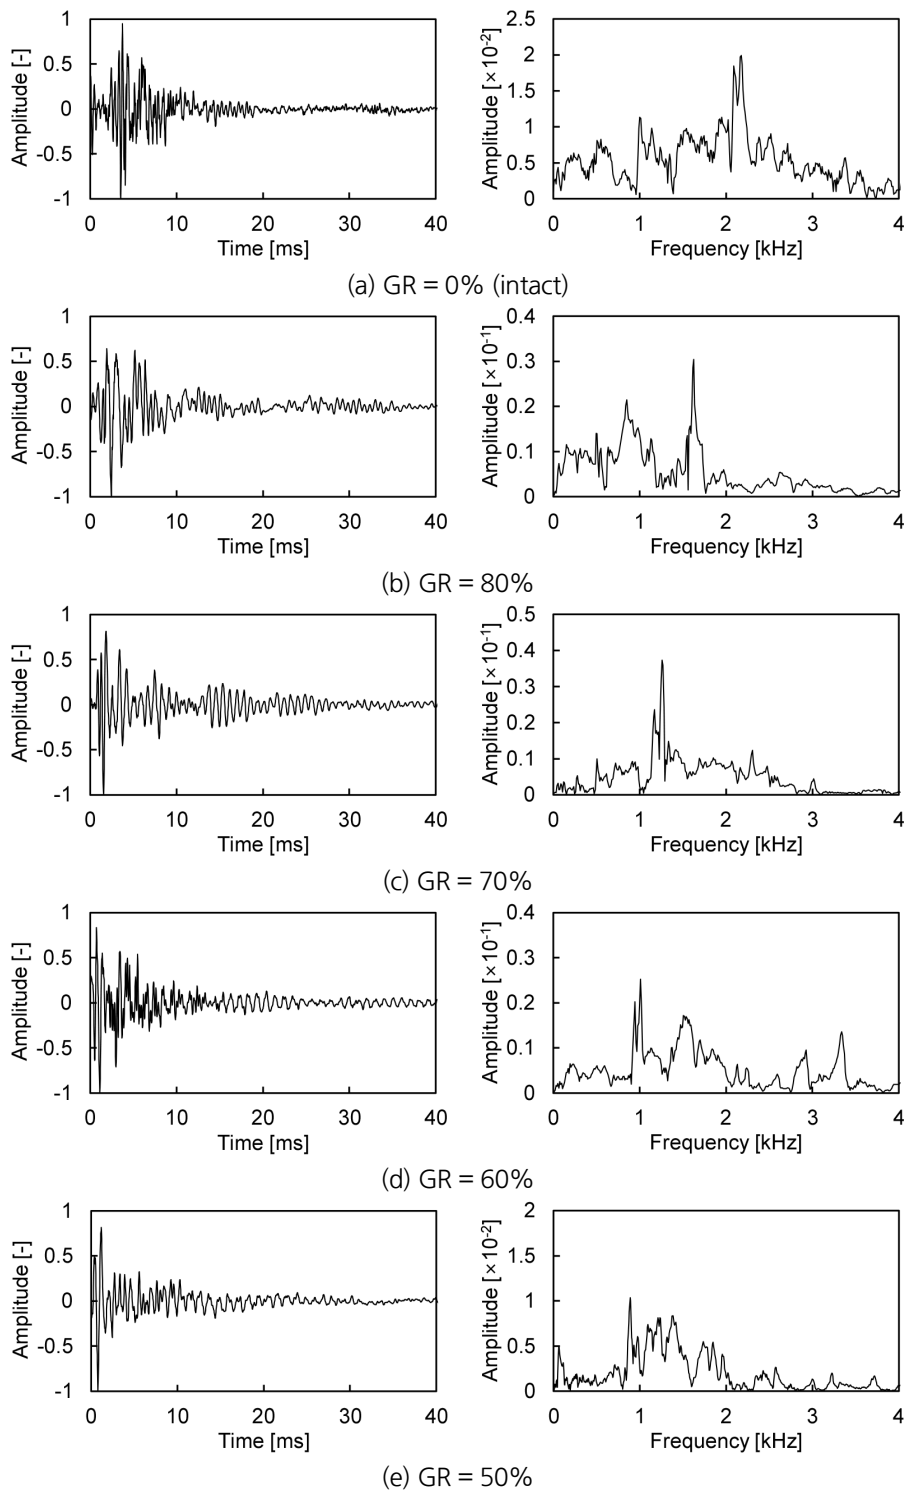 Amplitude [-]
1
0.5
0
-0.5
-1
0 10 20 30 40
Time [ms]
Amplitude [×10-2]
2.5
2
1.5
1
0.5
0
0 1 2 3 4
Frequency [kHz]
(a) GR = 0% (intact)
Amplitude [-]
1
0.5
0
-0.5
-1
0 10 20 30 40
Time [ms]
Amplitude [×10-1]
0.4
0.3
0.2
0.1
0
0 1 2 3 4
Frequency [kHz]
(b) GR = 80%
Amplitude [-]
1
0.5
0
-0.5
-1
0 10 20 30 40
Time [ms]
Amplitude [×10-1]
0.5
0.4
0.3
0.2
0.1
0
0 1 2 3 4
Frequency [kHz]
(c) GR = 70%
Amplitude [-]
1
0.5
0
-0.5
-1
0 10 20 30 40
Time [ms]
Amplitude [×10-1]
0.4
0.3
0.2
0.1
0
0 1 2 3 4
Frequency [kHz]
(d) GR = 60%
Amplitude [-]
1
0.5
0
-0.5
-1
0 10 20 30 40
Time [ms]
Amplitude [×10-2]
2
1.5
1
0.5
0
0 1 2 3 4
Frequency [kHz]
(e) GR = 50%